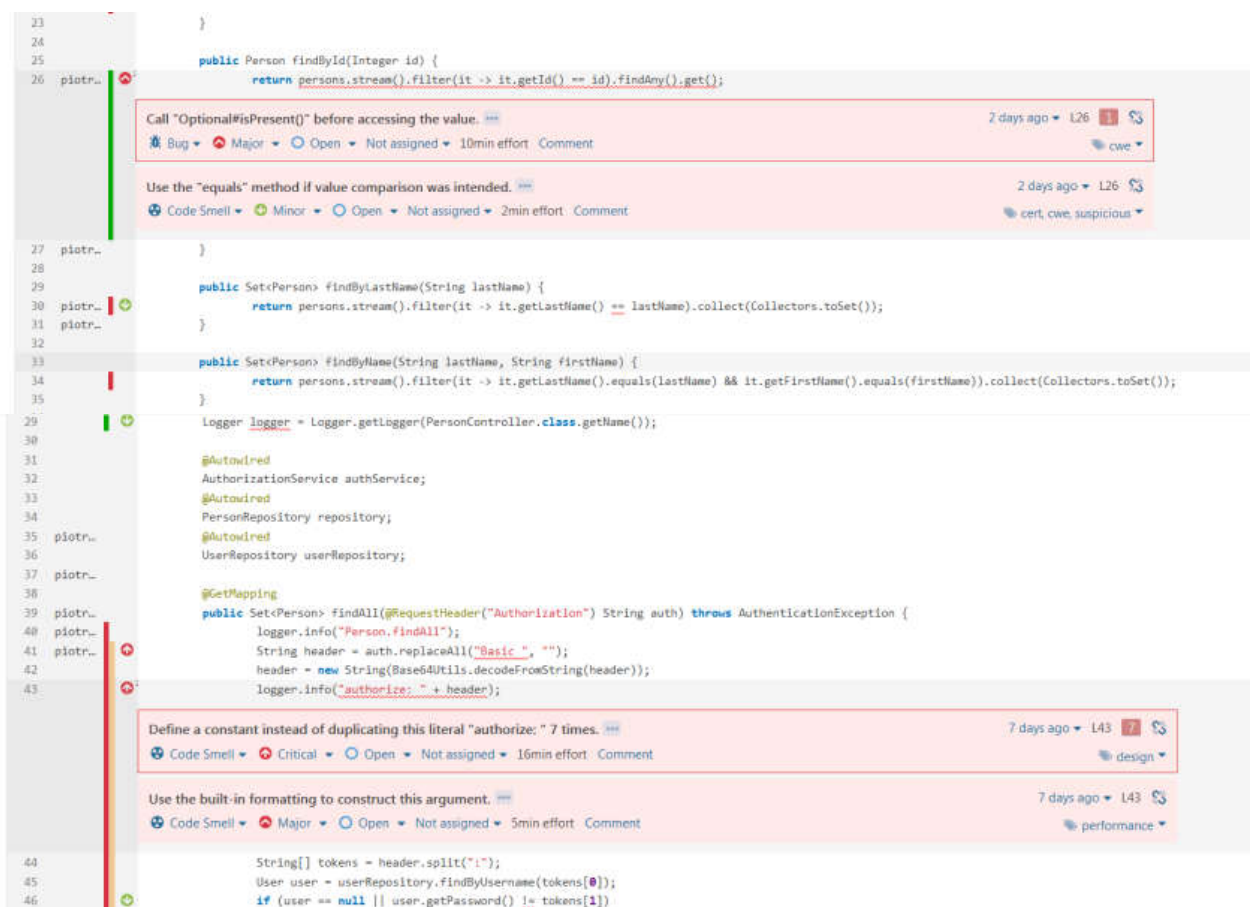 23 }
24
25 public Person findById(Integer id) {
26 piotr… return persons.stream().filter(it -> it.getId() == id).findAny().get();
Call "Optional#isPresent()" before accessing the value. ••• 2 days ago L26 1
Bug Major Open Not assigned 10min effort Comment cwe
Use the "equals" method if value comparison was intended. ••• 2 days ago L26
Code Smell Minor Open Not assigned 2min effort Comment cert, cwe, suspicious
27 piotr… }
28
29 public Set<Person> findByLastName(String lastName) {
30 piotr… return persons.stream().filter(it -> it.getLastName() == lastName).collect(Collectors.toSet());
31 piotr… }
32
33 public Set<Person> findByName(String lastName, String firstName) {
34 return persons.stream().filter(it -> it.getLastName().equals(lastName) && it.getFirstName().equals(firstName)).collect(Collectors.toSet());
35 }
29 Logger logger = Logger.getLogger(PersonController.class.getName());
30
31 @Autowired
32 AuthorizationService authService;
33 @Autowired
34 PersonRepository repository;
35 piotr… @Autowired
36 UserRepository userRepository;
37 piotr…
38 @GetMapping
39 piotr… public Set<Person> findAll(@RequestHeader("Authorization") String auth) throws AuthenticationException {
40 piotr… logger.info("Person.findAll");
41 piotr… String header = auth.replaceAll("Basic ", "");
42 header = new String(Base64Utils.decodeFromString(header));
43 logger.info("authorize: " + header);
Define a constant instead of duplicating this literal "authorize: " 7 times. ••• 7 days ago L43 7
Code Smell Critical Open Not assigned 16min effort Comment design
Use the built-in formatting to construct this argument. ••• 7 days ago L43
Code Smell Major Open Not assigned 5min effort Comment performance
44 String[] tokens = header.split(":");
45 User user = userRepository.findByUsername(tokens[0]);
46 if (user == null || user.getPassword() != tokens[1])